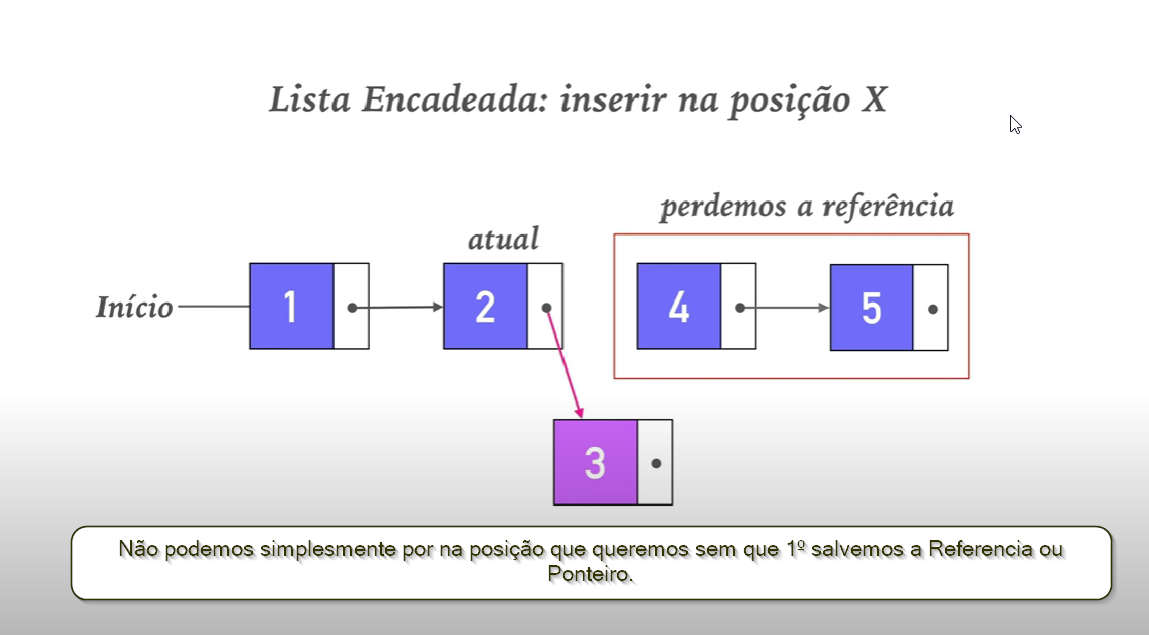 Lista Encadeada: inserir na posição X
perdemos a referência
atual
Início
1
2
4
5
3
Não podemos simplesmente por na posição que queremos sem que 1º salvemos a Referencia ou
Ponteiro.